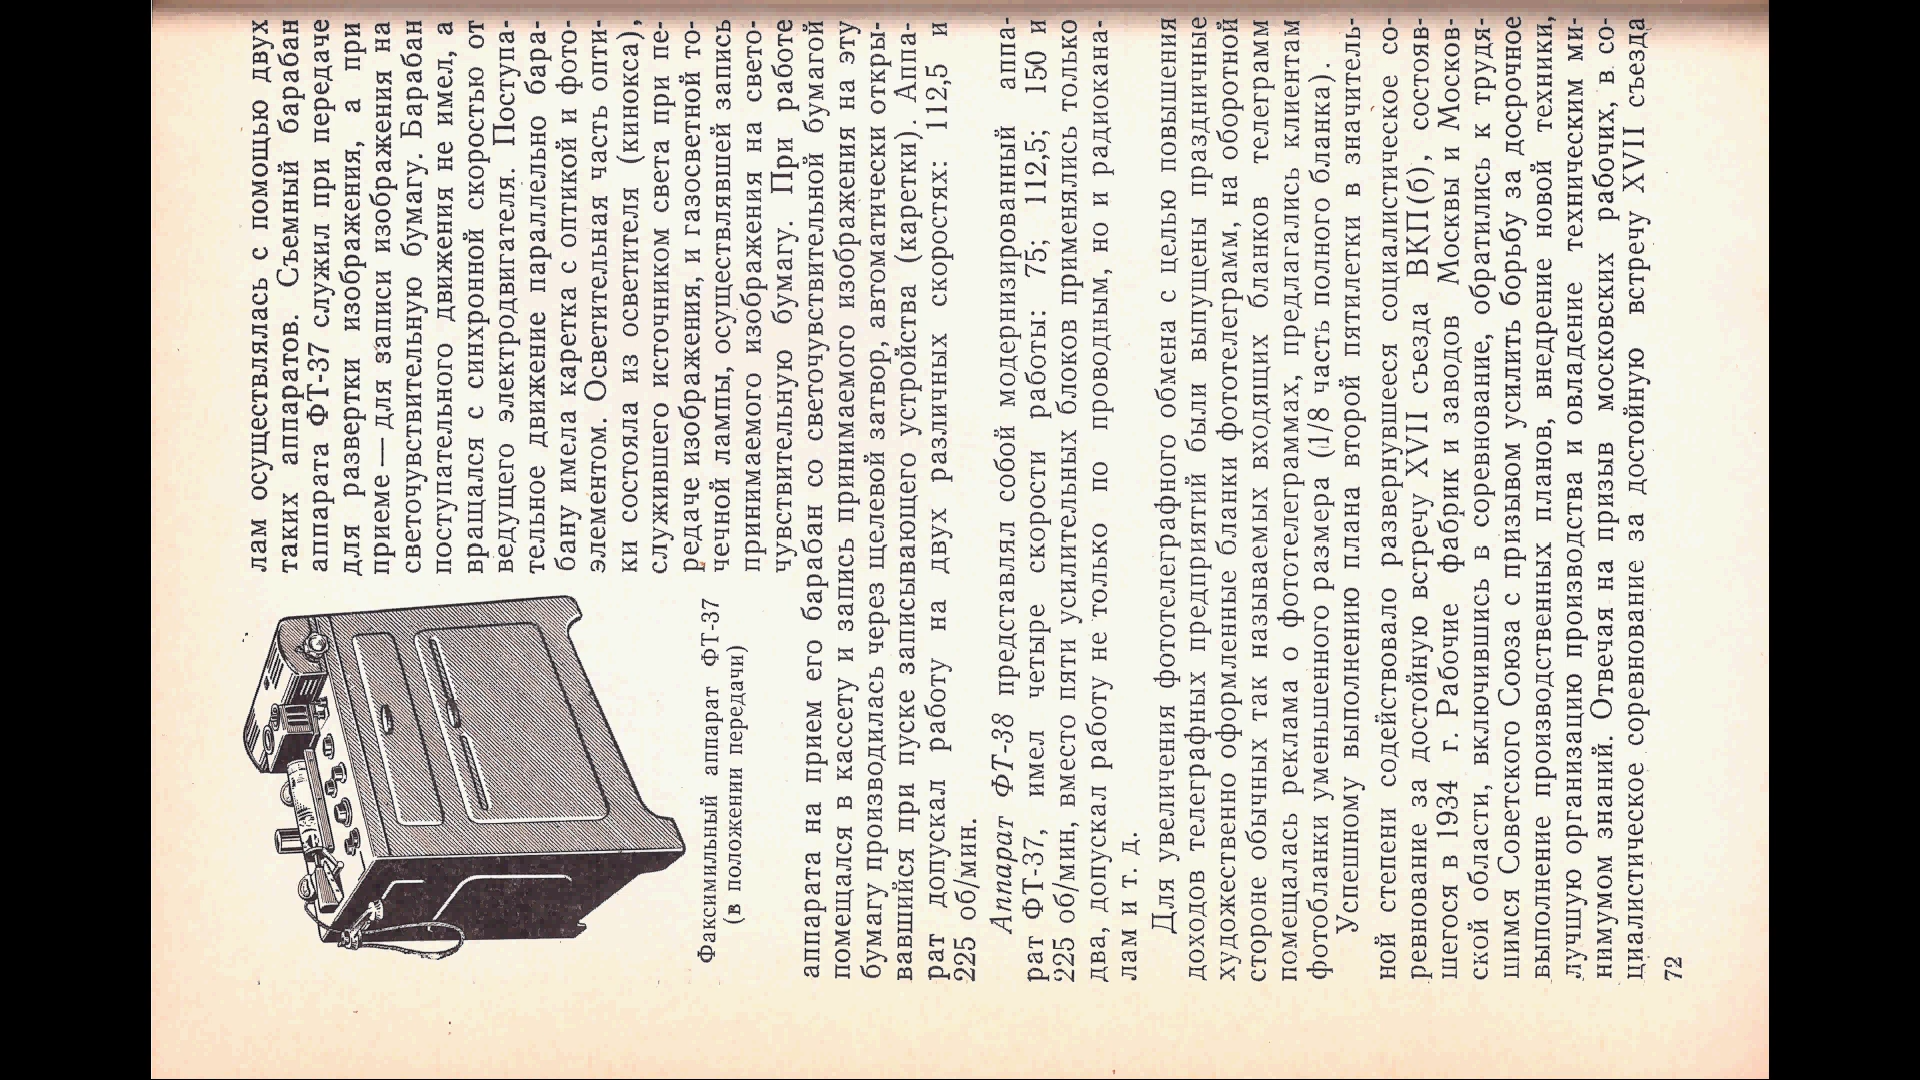 лам осуществлялась с помощью двух
таких аппаратов. Съемный барабан
аппарата ФТ-37 служил при передаче
для развертки изображения, а при
приеме — для записи изображения на
светочувствительную бумагу. Барабан
поступательного движения не имел, а
вращался с синхронной скоростью от
ведущего электродвигателя. Поступа-
тельное движение параллельно бара-
бану имела каретка с оптикой и фото-
элементом. Осветительная часть опти-
ки состояла из осветителя (кинокса),
служившего источником света при пе-
редаче изображения, и газосветной то-
чечной лампы, осуществлявшей запись
принимаемого изображения на свето-
чувствительную бумагу. При работе
Факсимильный аппарат ФТ-37
(в положении передачи)
аппарата на прием его барабан со светочувствительной бумагой
помещался в кассету и запись принимаемого изображения на эту
бумагу производилась через щелевой затвор, автоматически откры-
вавшийся при пуске записывающего устройства (каретки). Аппа-
рат допускал работу на двух различных скоростях: 112,5 и
225 об/мин.
Аппарат ФТ-38 представлял собой модернизированный аппа-
рат ФТ-37, имел четыре скорости работы: 75; 112,5; 150 и
225 об/мин, вместо пяти усилительных блоков применялись только
два, допускал работу не только по проводным, но и радиокана-
лам и т. д.
Для увеличения фототелеграфного обмена с целью повышения
доходов телеграфных предприятий были выпущены праздничные
художественно оформленные бланки фототелеграмм, на оборотной
стороне обычных так называемых входящих бланков телеграмм
помещалась реклама о фототелеграммах, предлагались клиентам
фотобланки уменьшенного размера (1/8 часть полного бланка).
Успешному выполнению плана второй пятилетки в значитель-
ной степени содействовало развернувшееся социалистическое со-
ревнование за достойную встречу XVII съезда ВКП(б), состояв-
шегося в 1934 г. Рабочие фабрик и заводов Москвы и Москов-
ской области, включившись в соревнование, обратились к трудя-
шимся Советского Союза с призывом усилить борьбу за досрочное
выполнение производственных планов, внедрение новой техники,
лучшую организацию производства и овладение техническим ми-
нимумом знаний. Отвечая на призыв московских рабочих, в со-
циалистическое соревнование за достойную встречу XVII съезда
72